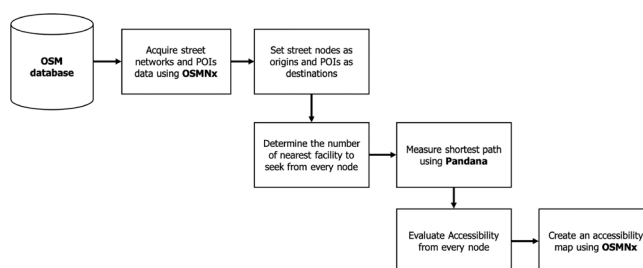 OSM
database
Acquire street
networks and POIs
data using OSMNx
Set street nodes as
origins and POIs as
destinations
Determine the number
of nearest facility to
seek from every node
Measure shortest path
using Pandana
Evaluate Accessibility
from every node
Create an accessibility
map using OSMNx